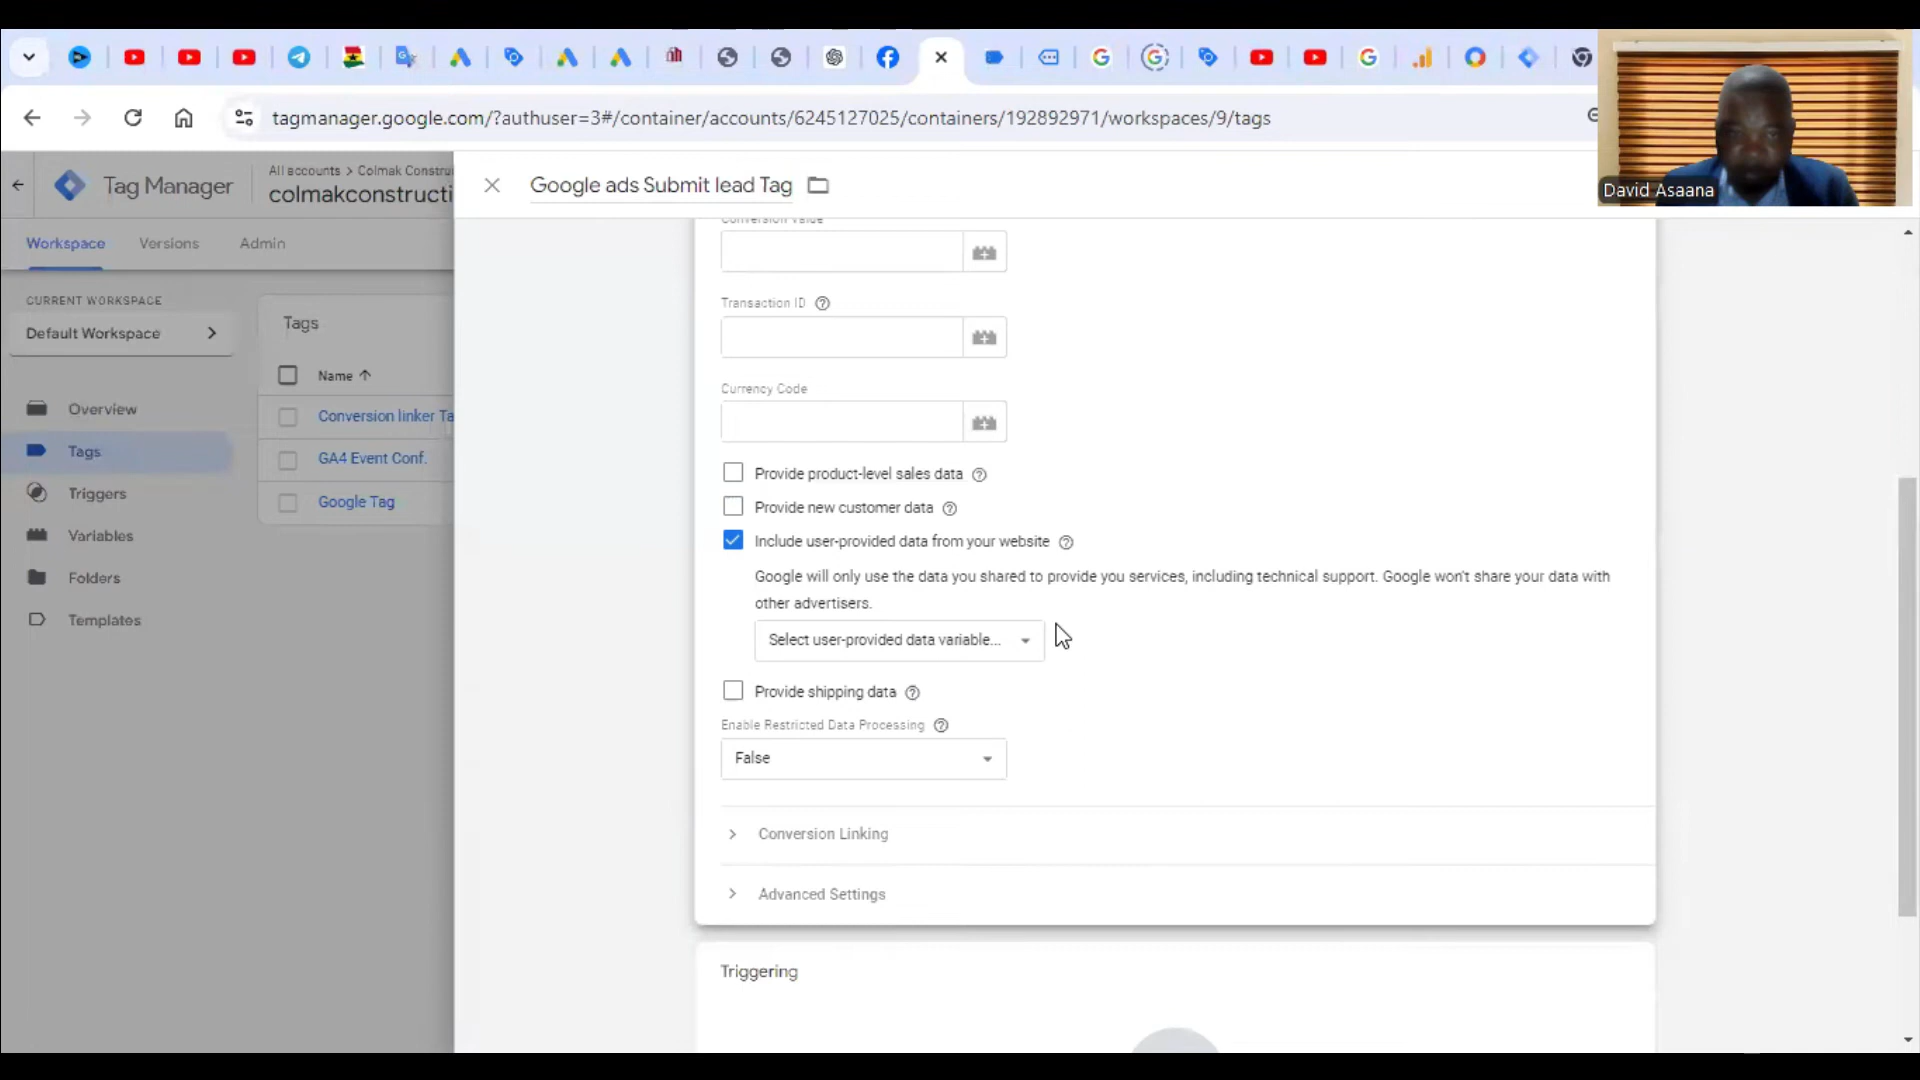 tagmanager.google.com/?authuser=3#/container/accounts/6245127025/containers/192892971/workspaces/9/tags
David Asaana
Tag Manager
All accounts > Colmak Constru
colmakconstructi
Google ads Submit lead Tag
Workspace
Versions
Admin
CURRENT WORKSPACE
Default Workspace
Overview
Tags
Triggers
Variables
Folders
Templates
Tags
Name
Conversion linker Ta
GA4 Event Conf.
Google Tag
Conversion Value
Transaction ID
Currency Code
Provide product-level sales data
Provide new customer data
Include user-provided data from your website
Google will only use the data you shared to provide you services, including technical support. Google won't share your data with
other advertisers.
Select user-provided data variable...
Provide shipping data
Enable Restricted Data Processing
False
Conversion Linking
Advanced Settings
Triggering